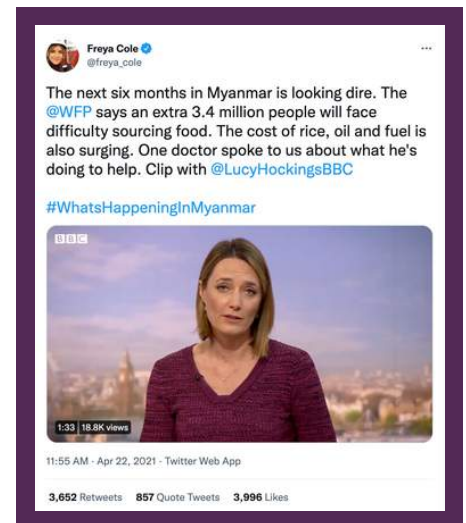 Freya Cole
@freya_cole
The next six months in Myanmar is looking dire. The
@WFP says an extra 3.4 million people will face
difficulty sourcing food. The cost of rice, oil and fuel is
also surging. One doctor spoke to us about what he's
doing to help. Clip with @LucyHockingsBBC
#WhatsHappeningInMyanmar
BBC
1:33 18.8K views
11:55 AM · Apr 22, 2021 · Twitter Web App
3,652 Retweets 857 Quote Tweets 3,996 Likes